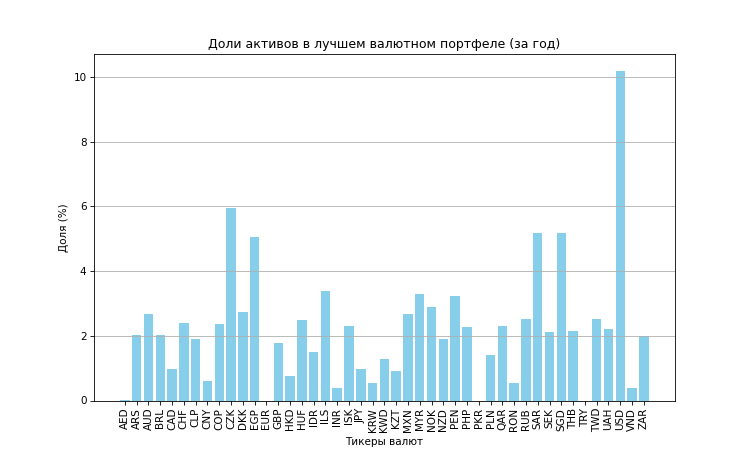 Доли активов в лучшем валютном портфеле (за год)
Доля (%)
10
8
6
4
2
0
AED ARS AUD BRL CAD CHF CLP CNY COP CZK DKK EGP EUR GBP HKD HUF IDR ILS INR ISK JPY KRW KWD KZT MXN MYR NOK NZD PEN PHP PKR PLN QAR RON RUB SAR SEK SGD THB TRY TWD UAH USD VND ZAR
Тикеры валют